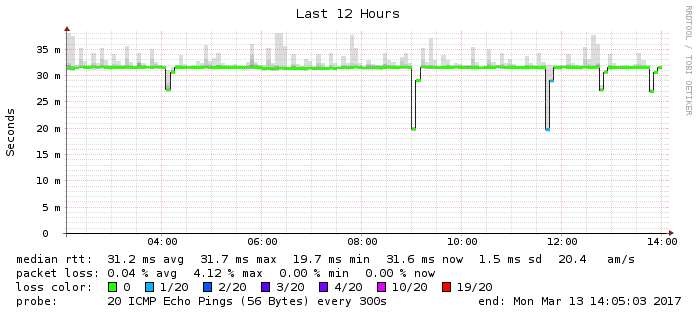 Last 12 Hours
RRDTOOL / TOBI OETIKER
Seconds
35 m
30 m
25 m
20 m
15 m
10 m
5 m
0
04:00 06:00 08:00 10:00 12:00 14:00
median rtt: 31.2 ms avg 31.7 ms max 19.7 ms min 31.6 ms now 1.5 ms sd 20.4 am/s
packet loss: 0.04 % avg 4.12 % max 0.00 % min 0.00 % now
loss color: 0 1/20 2/20 3/20 4/20 10/20 19/20
probe: 20 ICMP Echo Pings (56 Bytes) every 300s end: Mon Mar 13 14:05:03 2017